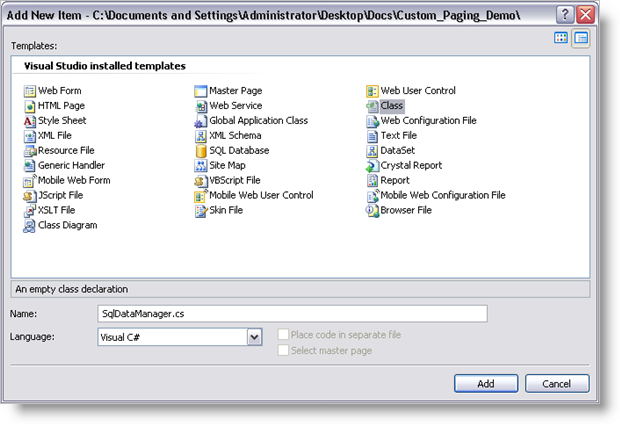 Add New Item - C:\Documents and Settings\Administrator\Desktop\Docs\Custom_Paging_Demo\
Templates:
Visual Studio installed templates
Web Form Master Page Web User Control
HTML Page Web Service Class
Style Sheet Global Application Class Web Configuration File
XML File XML Schema Text File
Resource File SQL Database DataSet
Generic Handler Site Map Crystal Report
Mobile Web Form VBScript File Report
JScript File Mobile Web User Control Mobile Web Configuration File
XSLT File Skin File Browser File
Class Diagram
An empty class declaration
Name: SqlDataManager.cs
Language: Visual C# Place code in separate file
Select master page
Add Cancel